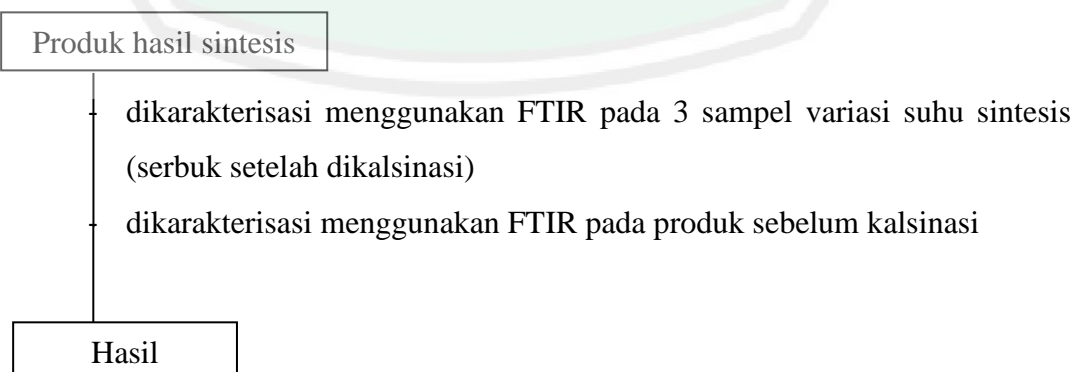 Produk hasil sintesis
- dikarakterisasi menggunakan FTIR pada 3 sampel variasi suhu sintesis
(serbuk setelah dikalsinasi)
- dikarakterisasi menggunakan FTIR pada produk sebelum kalsinasi
Hasil